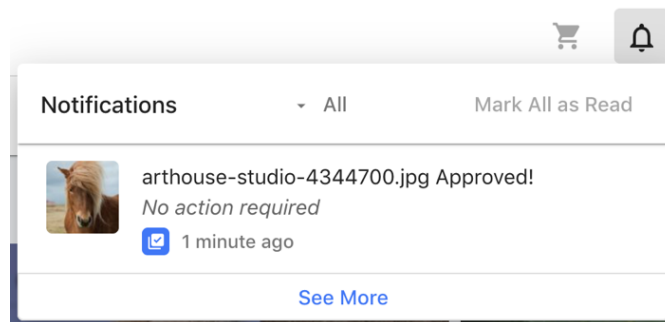 Notifications
All
Mark All as Read
arthouse-studio-4344700.jpg Approved!
No action required
1 minute ago
See More